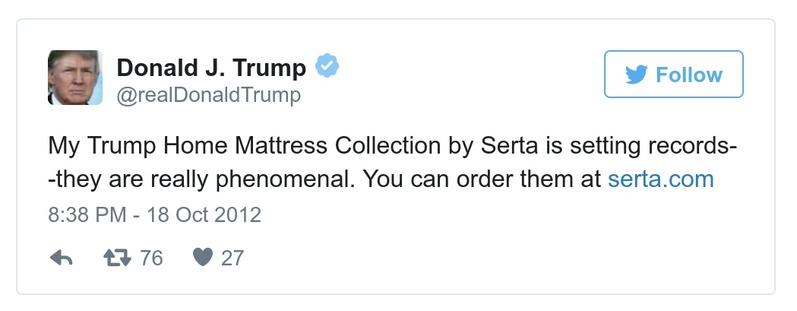 Donald J. Trump
@realDonaldTrump
Follow
My Trump Home Mattress Collection by Serta is setting records-
-they are really phenomenal. You can order them at serta.com
8:38 PM - 18 Oct 2012
76 27